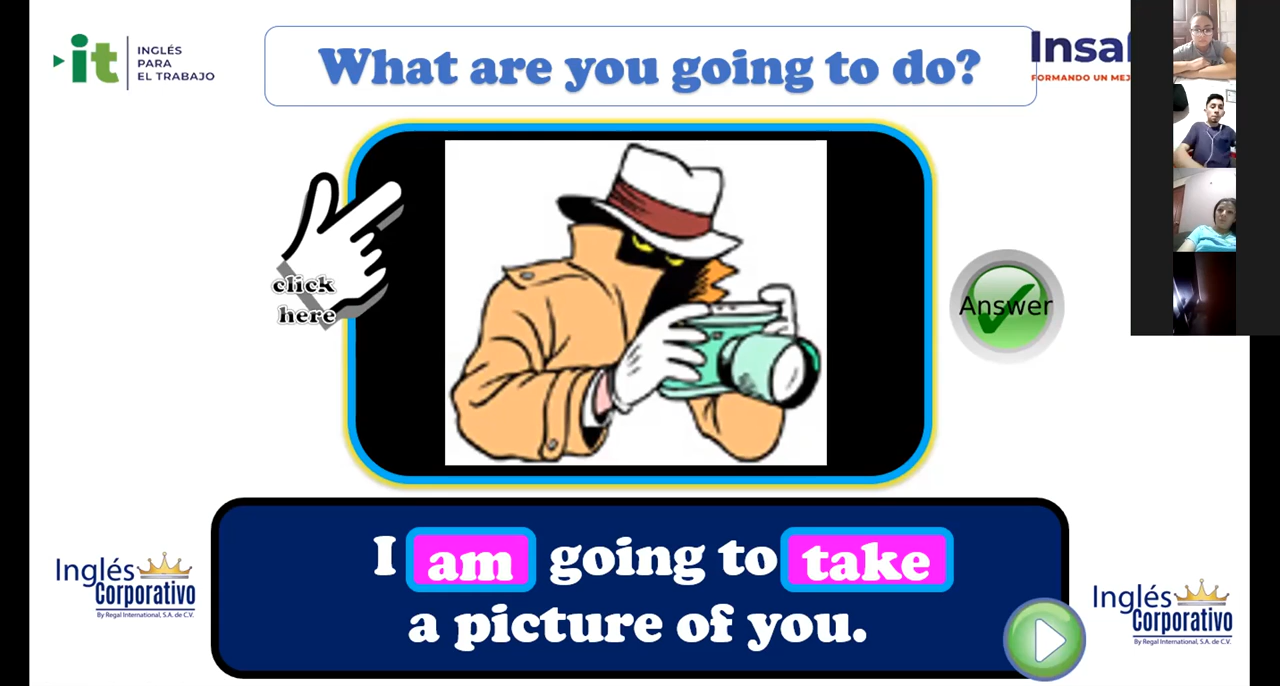 it
INGLÉS
PARA
EL TRABAJO
What are you going to do?
Insaf
FORMANDO UN MEJ
click
here
Answer
I am going to take
a picture of you.
Inglés
Corporativo
By Regal International, S.A. de C.V.
Inglés
Corporativo
By Regal International, S.A. de C.V.